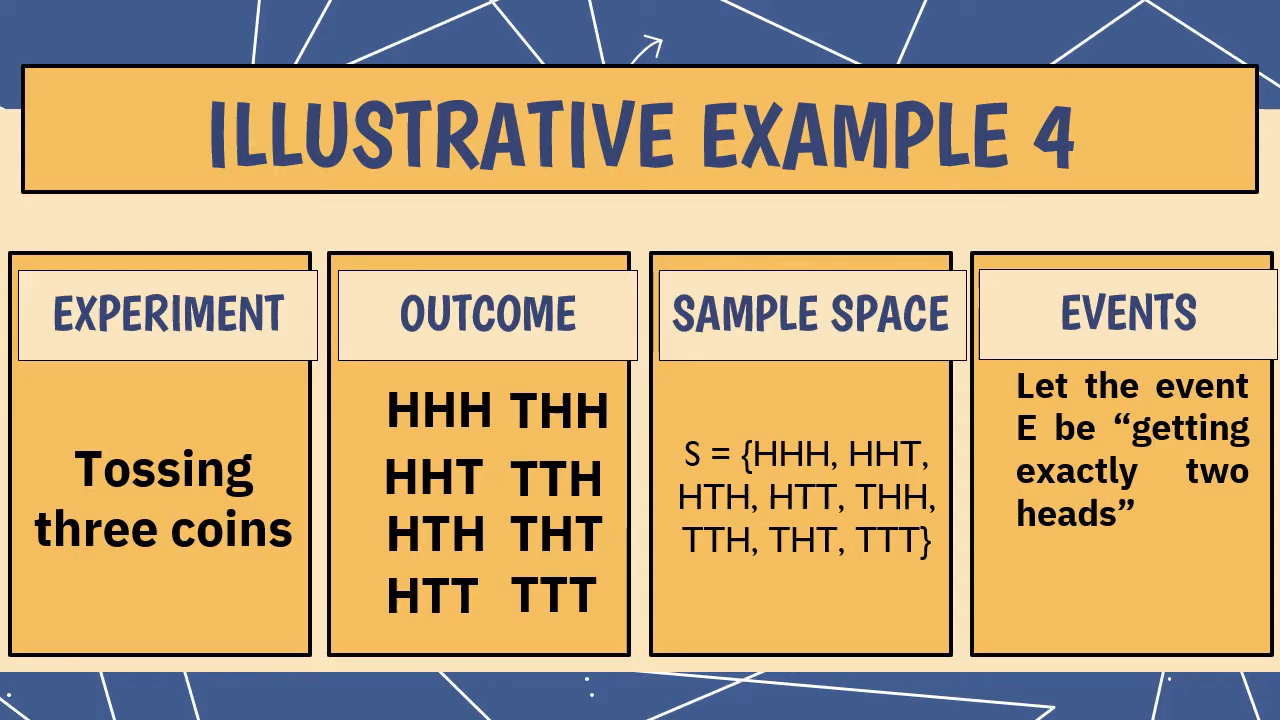 ILLUSTRATIVE EXAMPLE 4
EXPERIMENT
Tossing
three coins
OUTCOME
HHH THH
HHT TTH
HTH THT
HTT TTT
SAMPLE SPACE
S = {HHH, HHT,
HTH, HTT, THH,
TTH, THT, TTT}
EVENTS
Let the event
E be “getting
exactly two
heads”